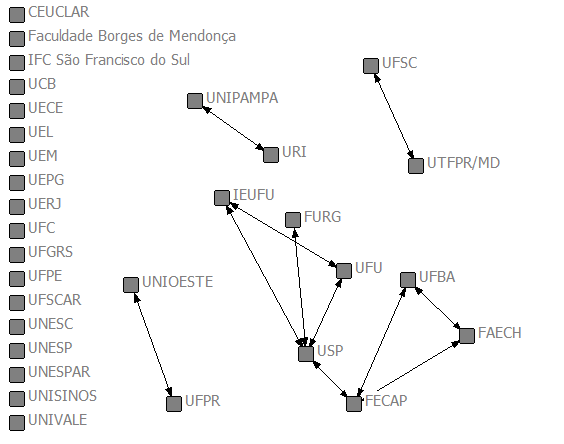 CEUCLAR
Faculdade Borges de Mendonça
IFC São Francisco do Sul
UCB
UECE
UEL
UEM
UEPG
UERJ
UFC
UFGRS
UFPE
UFSCAR
UNESC
UNESP
UNESPAR
UNISINOS
UNIVALE
UFSC
UNIPAMPA
URI
UTFPR/MD
IEUFU
FURG
UFU
UFBA
UNIOESTE
FAECH
USP
UFPR
FECAP